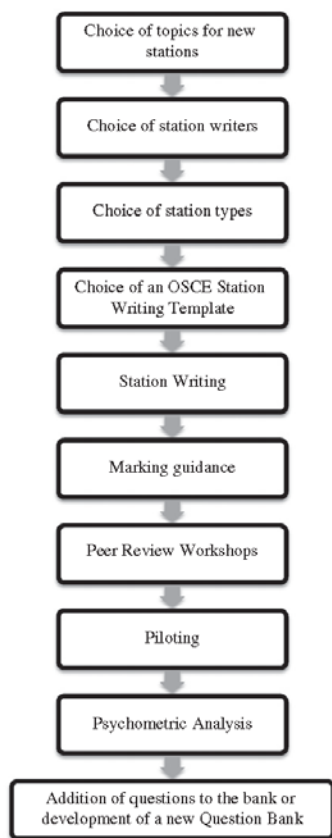 Choice of topics for new
stations
Choice of station writers
Choice of station types
Choice of an OSCE Station
Writing Template
Station Writing
Marking guidance
Peer Review Workshops
Piloting
Psychometric Analysis
Addition of questions to the bank or
development of a new Question Bank